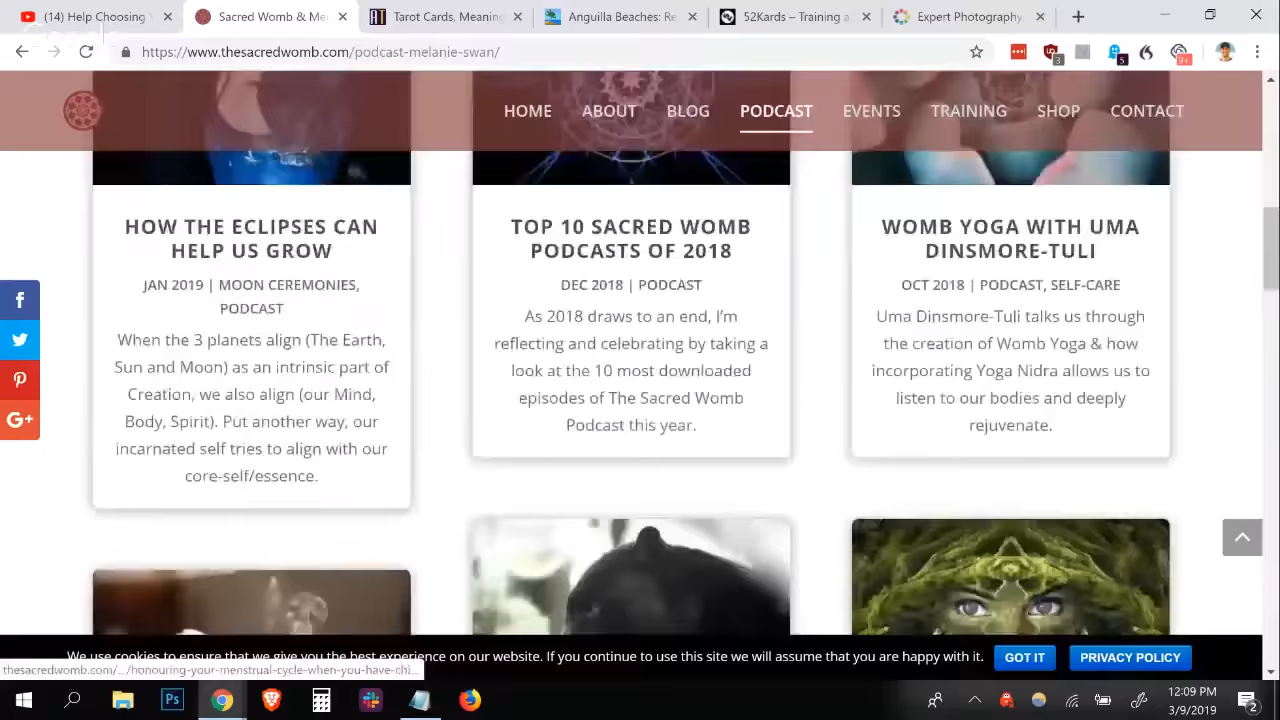 (14) Help Choosing
Sacred Womb & Me
Tarot Cards, Meanin
Anguilla Beaches: Re
52Kards – Training a
Expert Photography
https://www.thesacredwomb.com/podcast-melanie-swan/
3
5
9+
HOME
ABOUT
BLOG
PODCAST
EVENTS
TRAINING
SHOP
CONTACT
HOW THE ECLIPSES CAN
HELP US GROW
JAN 2019 | MOON CEREMONIES,
PODCAST
When the 3 planets align (The Earth,
Sun and Moon) as an intrinsic part of
Creation, we also align (our Mind,
Body, Spirit). Put another way, our
incarnated self tries to align with our
core-self/essence.
TOP 10 SACRED WOMB
PODCASTS OF 2018
DEC 2018 | PODCAST
As 2018 draws to an end, I'm
reflecting and celebrating by taking a
look at the 10 most downloaded
episodes of The Sacred Womb
Podcast this year.
WOMB YOGA WITH UMA
DINSMORE-TULI
OCT 2018 | PODCAST, SELF-CARE
Uma Dinsmore-Tuli talks us through
the creation of Womb Yoga & how
incorporating Yoga Nidra allows us to
listen to our bodies and deeply
rejuvenate.
f
G+
We use cookies to ensure that we give you the best experience on our website. If you continue to use this site we will assume that you are happy with it.
GOT IT
PRIVACY POLICY
thesacredwomb.com/.../honouring-your-menstrual-cycle-when-you-have-chi...
Ps
12:09 PM
3/9/2019
2